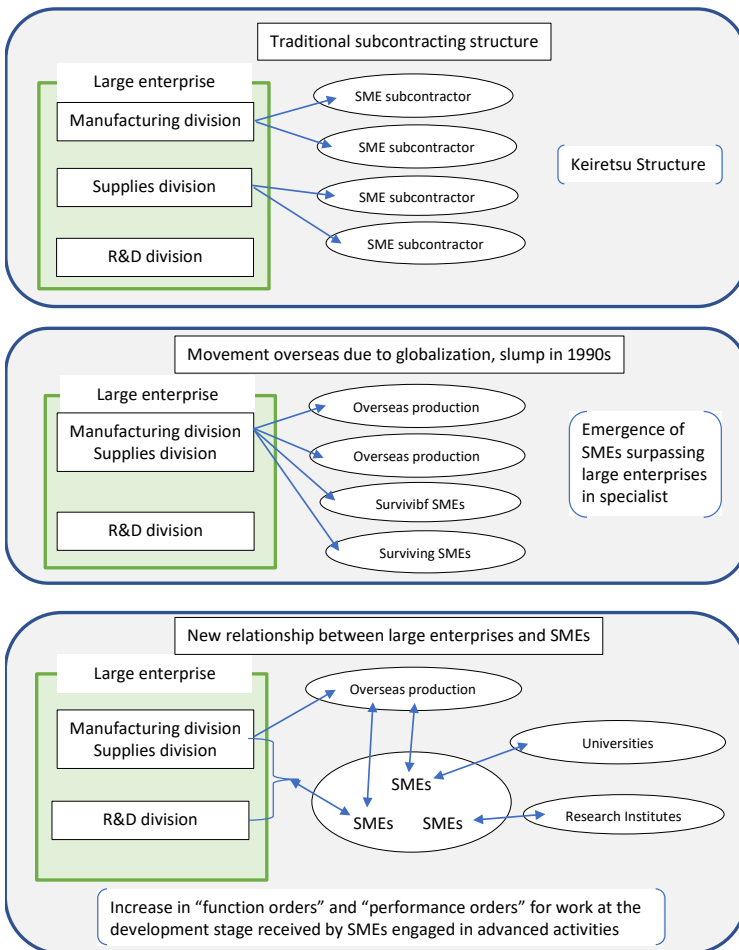 Traditional subcontracting structure
Large enterprise
Manufacturing division
Supplies division
R&D division
SME subcontractor
SME subcontractor
SME subcontractor
SME subcontractor
Keiretsu Structure
Movement overseas due to globalization, slump in 1990s
Large enterprise
Manufacturing division
Supplies division
R&D division
Overseas production
Overseas production
Survivibf SMEs
Surviving SMEs
Emergence of
SMEs surpassing
large enterprises
in specialist
New relationship between large enterprises and SMEs
Large enterprise
Manufacturing division
Supplies division
R&D division
Overseas production
SMEs
SMEs
SMEs
Universities
Research Institutes
Increase in “function orders” and “performance orders” for work at the
development stage received by SMEs engaged in advanced activities